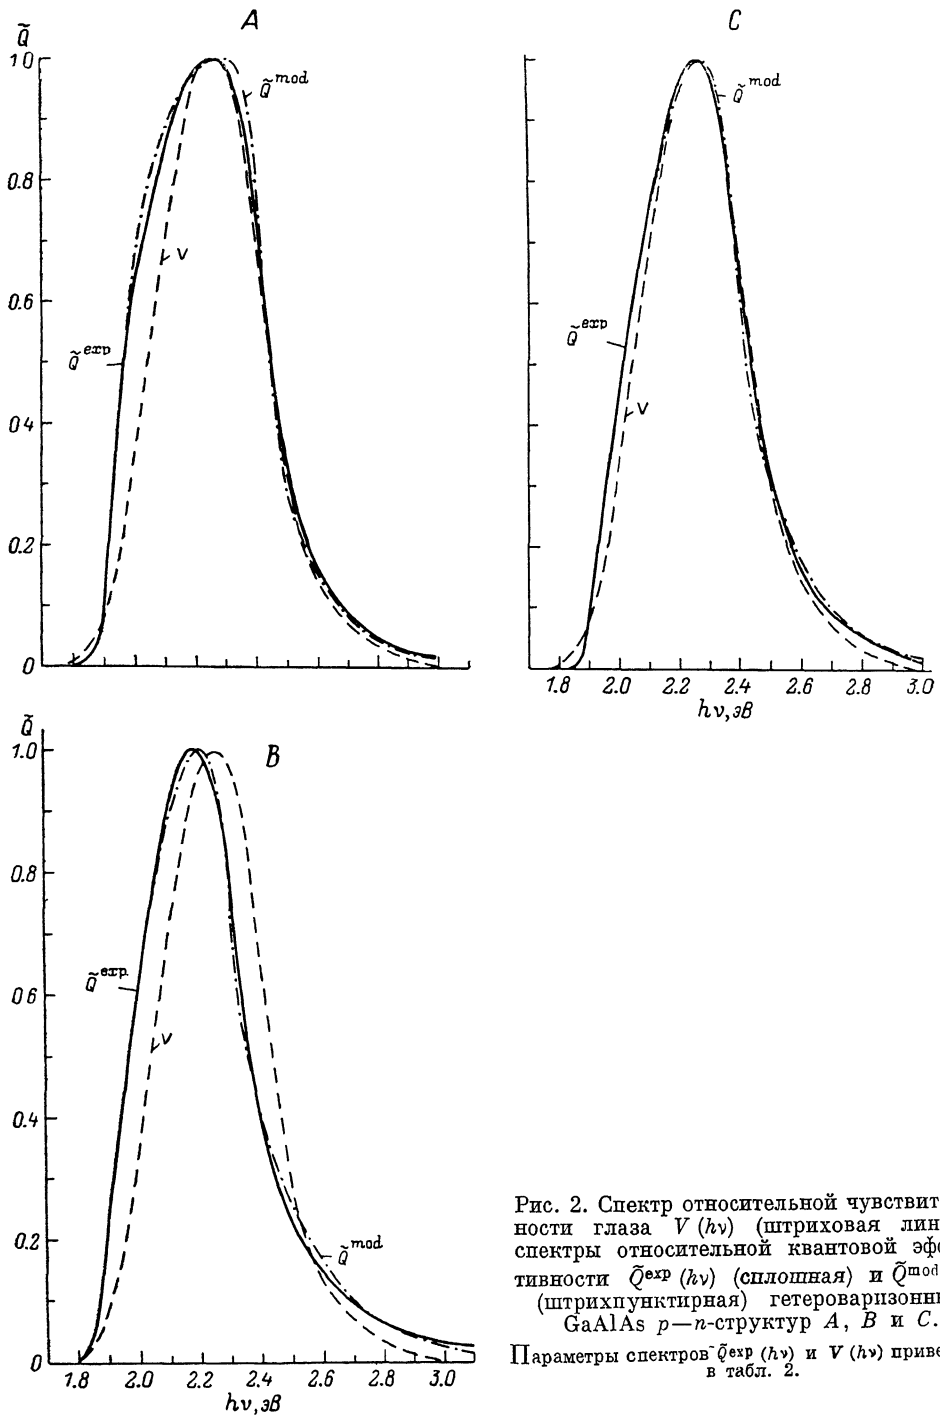 A
C
Q̃
1.0
0.8
0.6
0.4
0.2
0
Q̃ᵐᵒᵈ
V
Q̃ᵉˣᵖ
Q̃ᵐᵒᵈ
Q̃ᵉˣᵖ
V
1.8 2.0 2.2 2.4 2.6 2.8 3.0
hν, эВ
Q̃
B
1.0
0.8
0.6
0.4
0.2
0
Q̃ᵉˣᵖ
V
Q̃ᵐᵒᵈ
1.8 2.0 2.2 2.4 2.6 2.8 3.0
hν, эВ
Рис. 2. Спектр относительной чувствит
ности глаза V (hν) (штриховая лин
спектры относительной квантовой эфф
тивности Q̃ᵉˣᵖ (hν) (сплошная) и Q̃ᵐᵒᵈ
(штрихпунктирная) гетероваризонн
GaAlAs p—n-структур A, B и C.
Параметры спектров Q̃ᵉˣᵖ (hν) и V (hν) приве
в табл. 2.